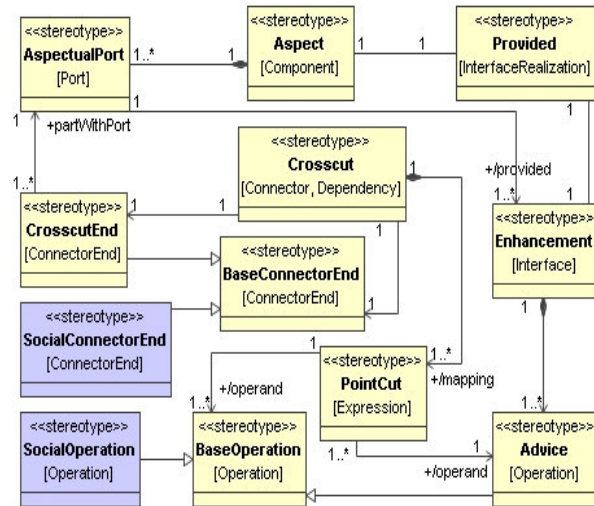 <<stereotype>>
AspectualPort
[Port]
1..*
1
<<stereotype>>
Aspect
[Component]
1
1
<<stereotype>>
Provided
[InterfaceRealization]
1
+partWithPort
1
1
1..*
+/provided
1..*
1
<<stereotype>>
Crosscut
[Connector, Dependency]
1
1
1
<<stereotype>>
CrosscutEnd
[ConnectorEnd]
1
<<stereotype>>
Enhancement
[Interface]
1
<<stereotype>>
BaseConnectorEnd
[ConnectorEnd]
1
<<stereotype>>
SocialConnectorEnd
[ConnectorEnd]
1
+/operand
1..*
<<stereotype>>
PointCut
[Expression]
1..*
+/mapping
1..*
1
+/operand
1..*
<<stereotype>>
SocialOperation
[Operation]
<<stereotype>>
BaseOperation
[Operation]
<<stereotype>>
Advice
[Operation]